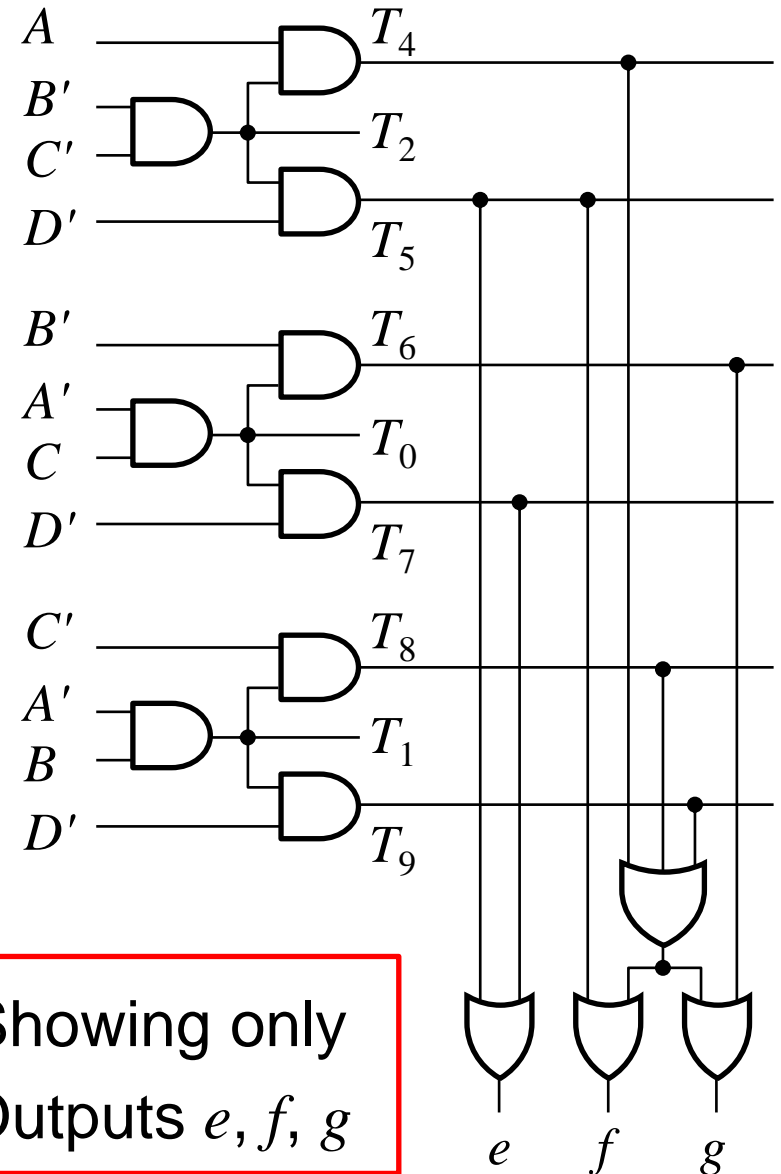 A
T4
B′
C′
T2
D′
T5
B′
T6
A′
C
T0
D′
T7
C′
T8
A′
B
T1
D′
T9
Showing only
Outputs e, f, g
e f g